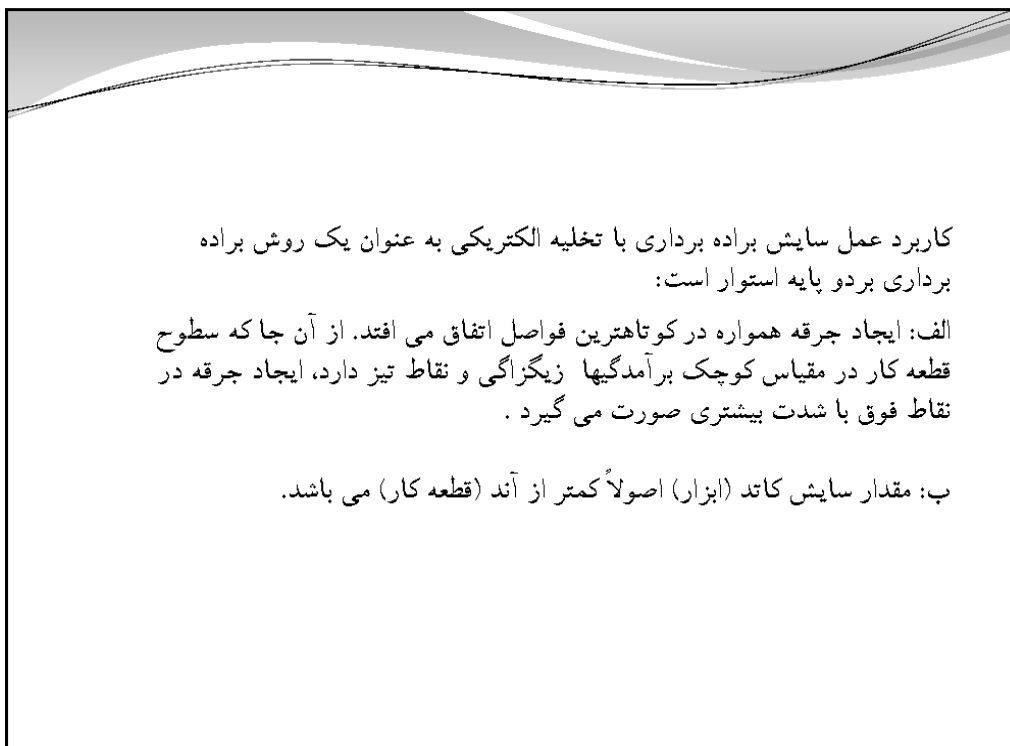 کاربرد عمل سایش براده برداری با تخلیه الکتریکی به عنوان یک روش براده
برداری بردو پایه استوار است:
الف: ایجاد جرقه همواره در کوتاهترین فواصل اتفاق می افتد. از آن جا که سطوح
قطعه کار در مقیاس کوچک برآمدگیها زیگزاگی و نقاط تیز دارد، ایجاد جرقه در
نقاط فوق با شدت بیشتری صورت می گیرد .
ب: مقدار سایش کاتد (ابزار) اصولاً کمتر از آند (قطعه کار) می باشد.